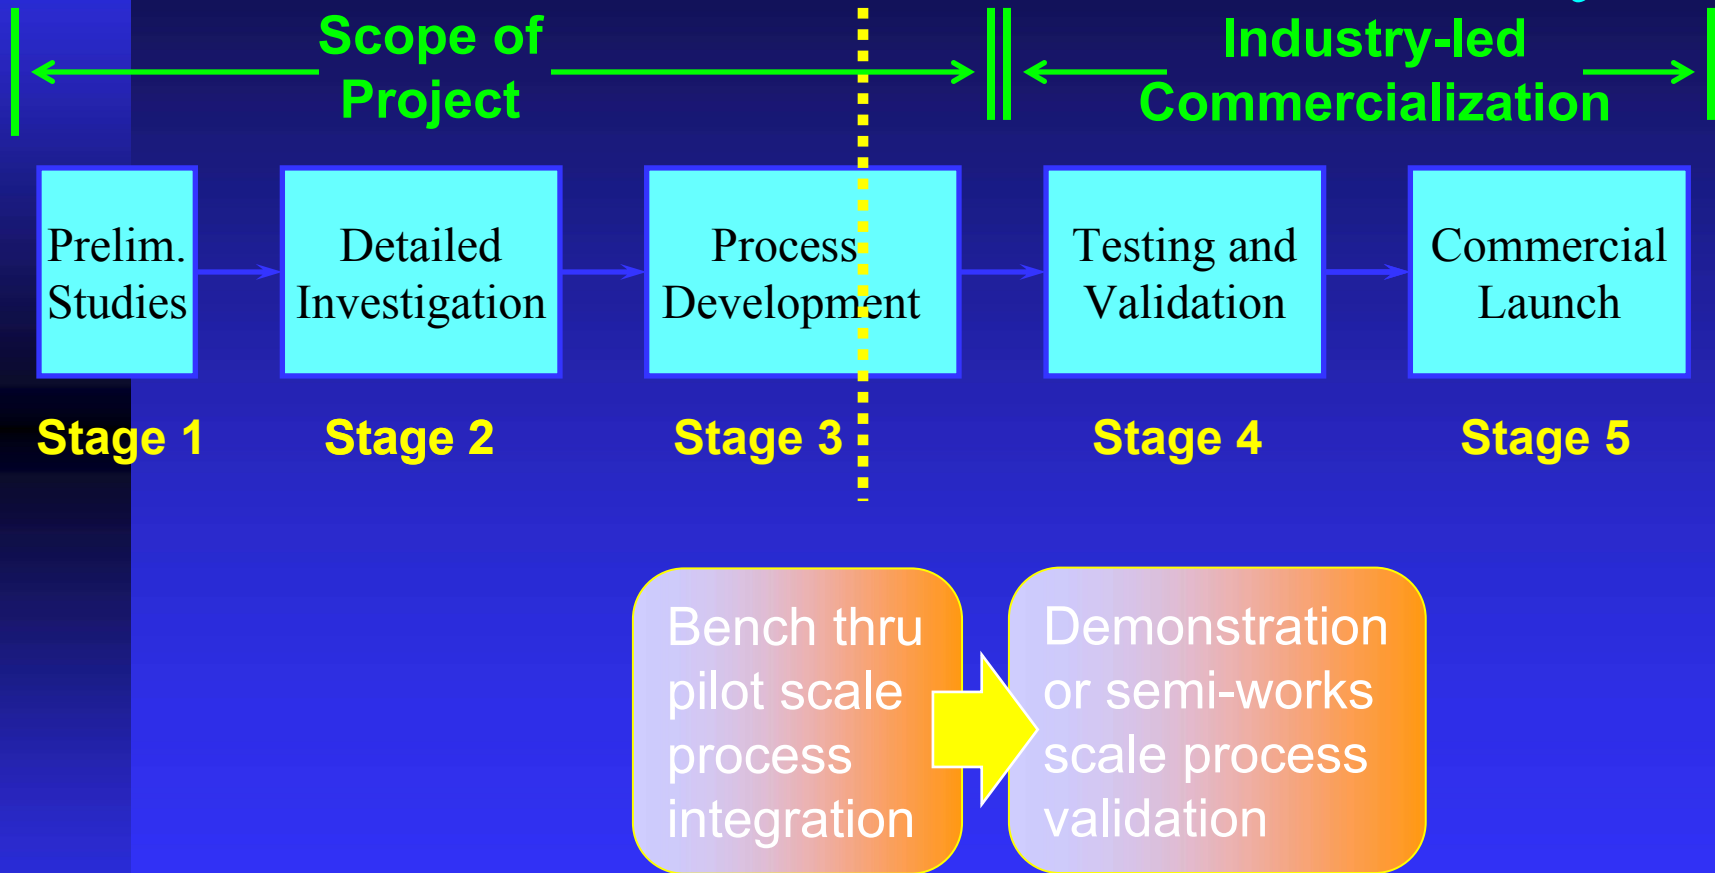 Scope of
Project
Industry-led
Commercialization
Prelim.
Studies
Detailed
Investigation
Process
Development
Testing and
Validation
Commercial
Launch
Stage 1
Stage 2
Stage 3
Stage 4
Stage 5
Bench thru
pilot scale
process
integration
Demonstration
or semi-works
scale process
validation